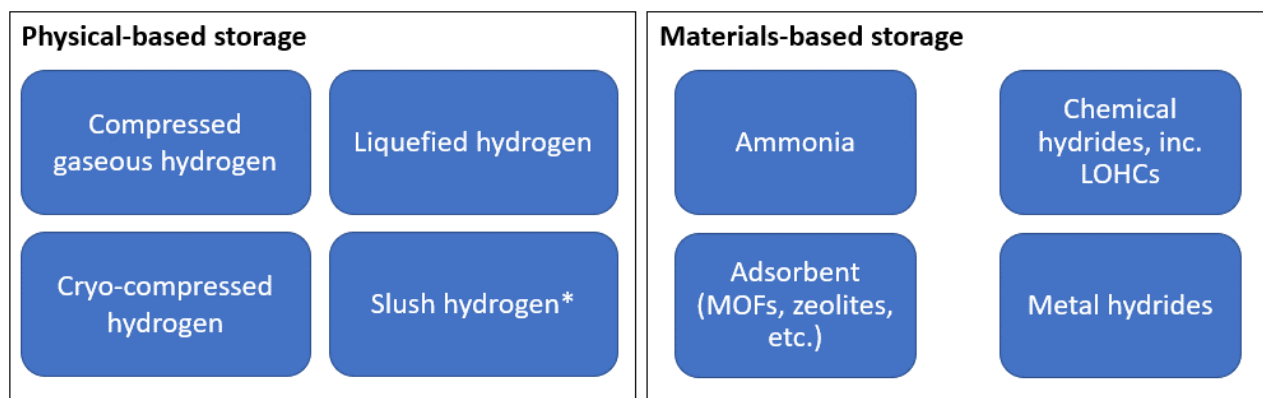 Physical-based storage
Compressed
gaseous hydrogen
Liquefied hydrogen
Cryo-compressed
hydrogen
Slush hydrogen*
Materials-based storage
Ammonia
Chemical
hydrides, inc.
LOHCs
Adsorbent
(MOFs, zeolites,
etc.)
Metal hydrides